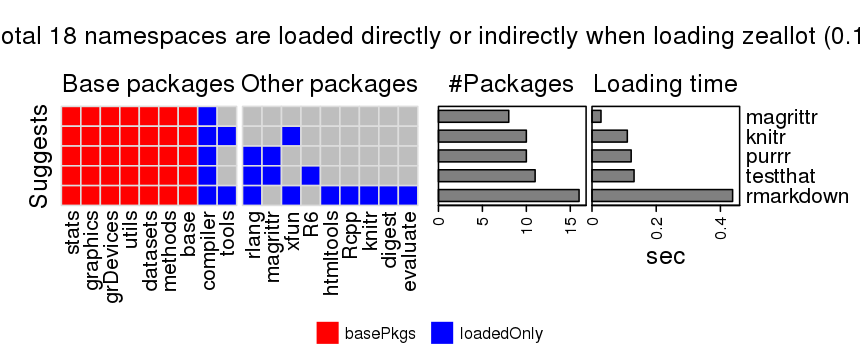 otal 18 namespaces are loaded directly or indirectly when loading zeallot (0.1
Base packages Other packages #Packages Loading time
Suggests
magrittr
knitr
purrr
testthat
rmarkdown
stats
graphics
grDevices
utils
datasets
methods
base
compiler
tools
rlang
magrittr
xfun
R6
htmltools
Rcpp
knitr
digest
evaluate
0 5 10 15
0 0.2 0.4
sec
basePkgs loadedOnly